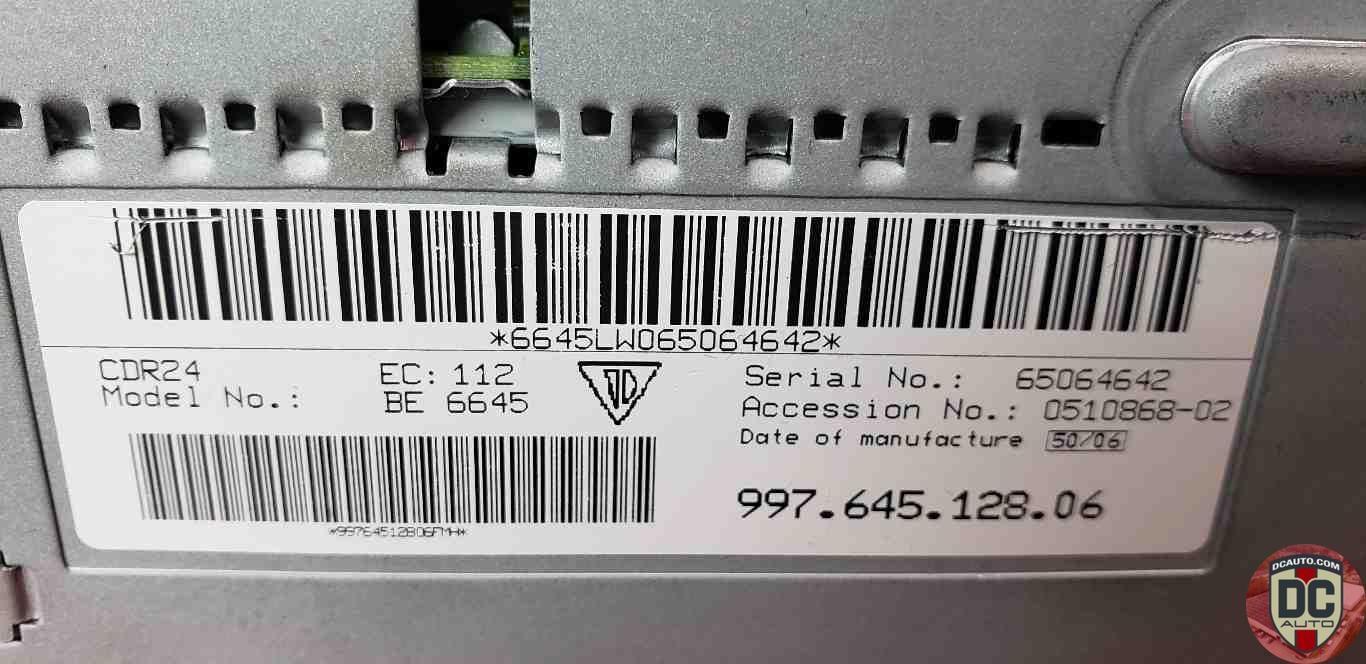 *6645LW065064642*
CDR24 EC: 112
Model No.: BE 6645
JD
Serial No.: 65064642
Accession No.: 0510868-02
Date of manufacture 50/06
*99764512806FMH*
997.645.128.06
DCAUTO.COM
DC
AUTO